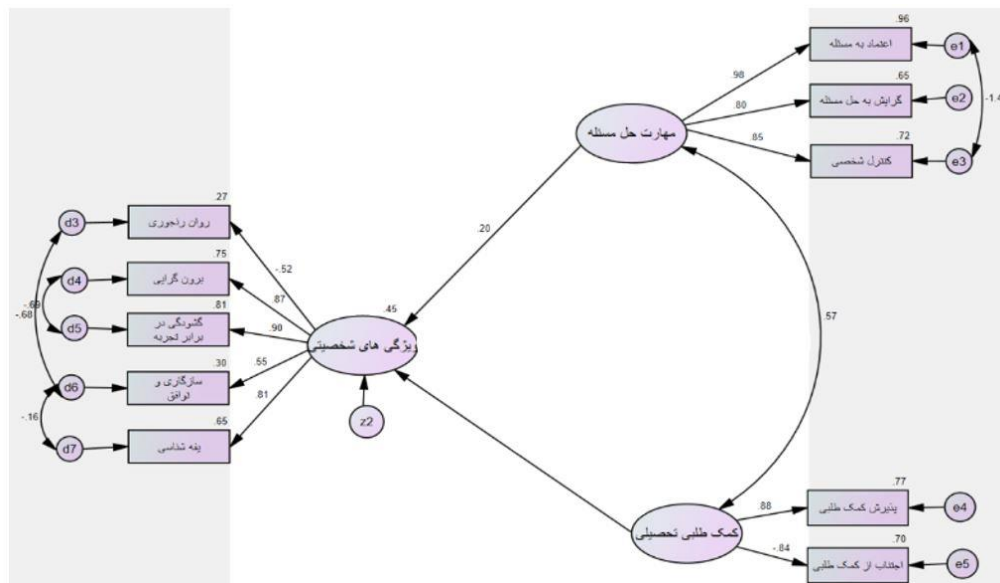 .96
اعتماد به مسئله
e1
.98
.65
گرایش به حل مسئله
e2
-1.4
.80
مهارت حل مسئله
.85
.72
کنترل شخصی
e3
.27
d3
روان رنجوری
.20
.75
d4
برون گرایی
-.52
.87
-.69
-.68
.81
d5
گشودگی در
برابر تجربه
.90
.45
ویژگی های شخصیتی
.57
.55
.30
d6
سازگاری و
توافق
.81
-.16
.65
d7
یفه شناسی
z2
.77
پذیرش کمک طلبی
e4
.88
کمک طلبی تحصیلی
-.84
.70
اجتناب از کمک طلبی
e5